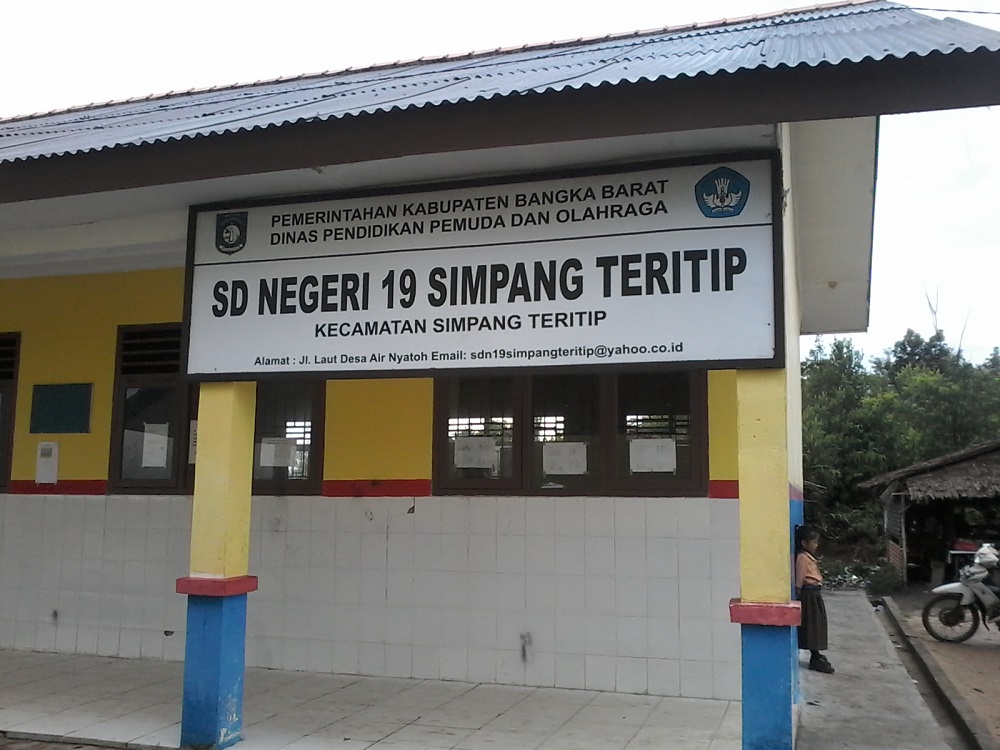 PEMERINTAHAN KABUPATEN BANGKA BARAT
DINAS PENDIDIKAN PEMUDA DAN OLAHRAGA
SD NEGERI 19 SIMPANG TERITIP
KECAMATAN SIMPANG TERITIP
Alamat : Jl. Laut Desa Air Nyatoh Email: sdn19simpangteritip@yahoo.co.id